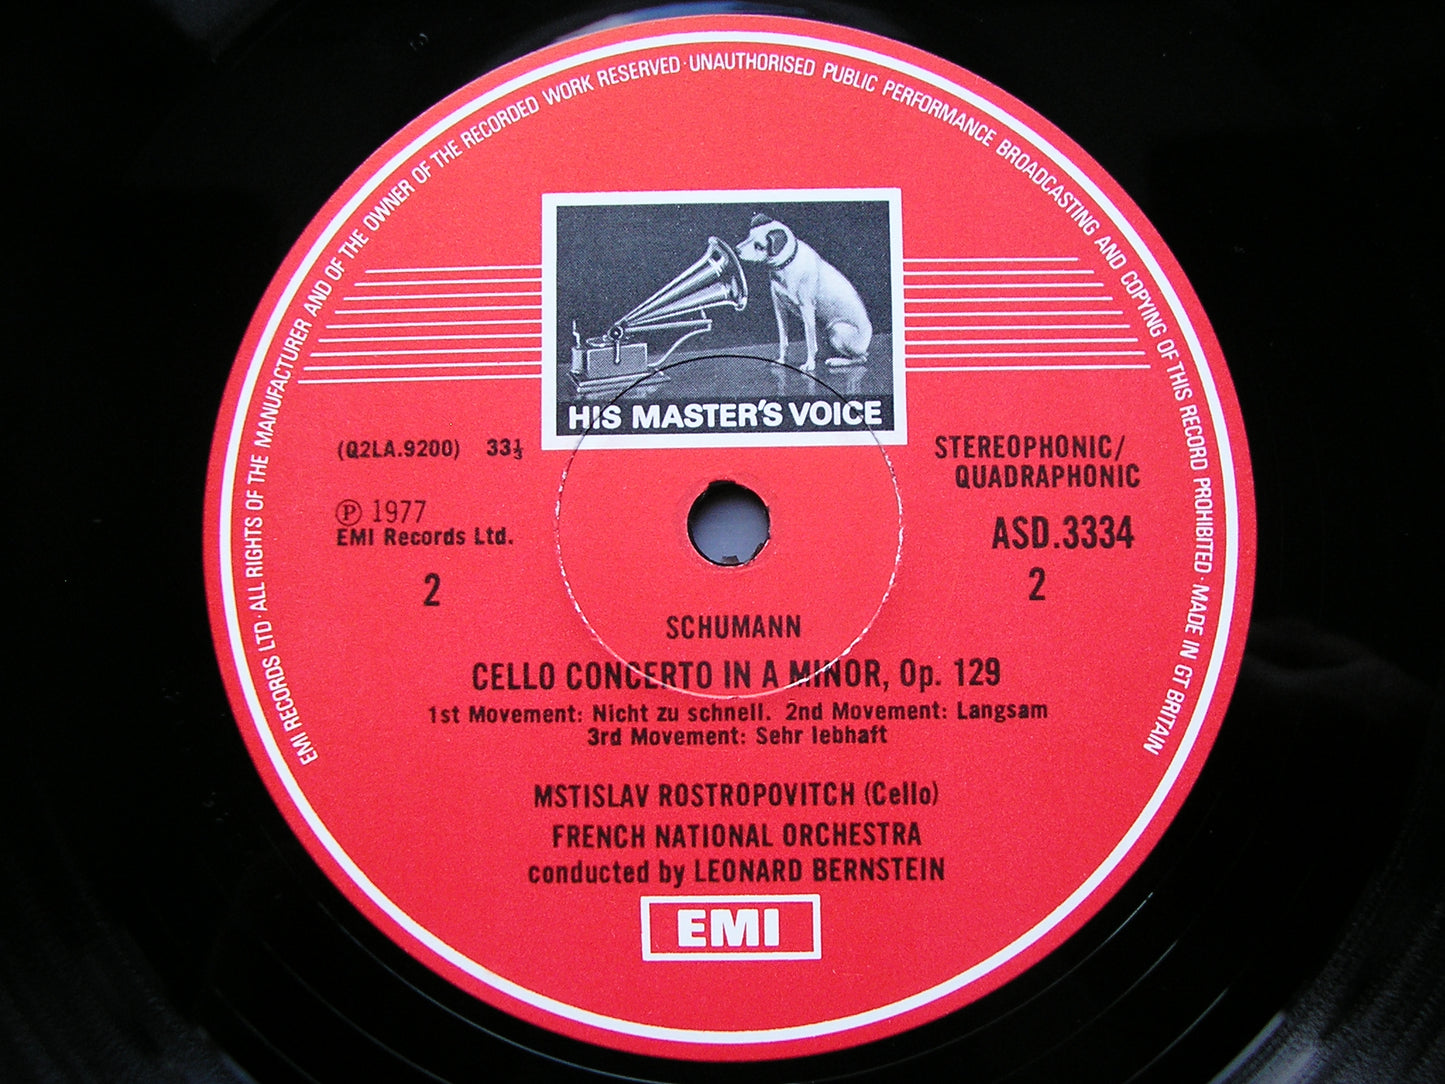 EMI RECORDS LTD · ALL RIGHTS OF THE MANUFACTURER AND OF THE OWNER OF THE RECORDED WORK RESERVED · UNAUTHORISED PUBLIC PERFORMANCE BROADCASTING AND COPYING OF THIS RECORD PROHIBITED · MADE IN GT BRITAIN
HIS MASTER'S VOICE
(Q2LA.9200) 33⅓
STEREOPHONIC/
QUADRAPHONIC
℗ 1977
EMI Records Ltd.
ASD.3334
2
2
SCHUMANN
CELLO CONCERTO IN A MINOR, Op. 129
1st Movement: Nicht zu schnell. 2nd Movement: Langsam
3rd Movement: Sehr lebhaft
MSTISLAV ROSTROPOVITCH (Cello)
FRENCH NATIONAL ORCHESTRA
conducted by LEONARD BERNSTEIN
EMI